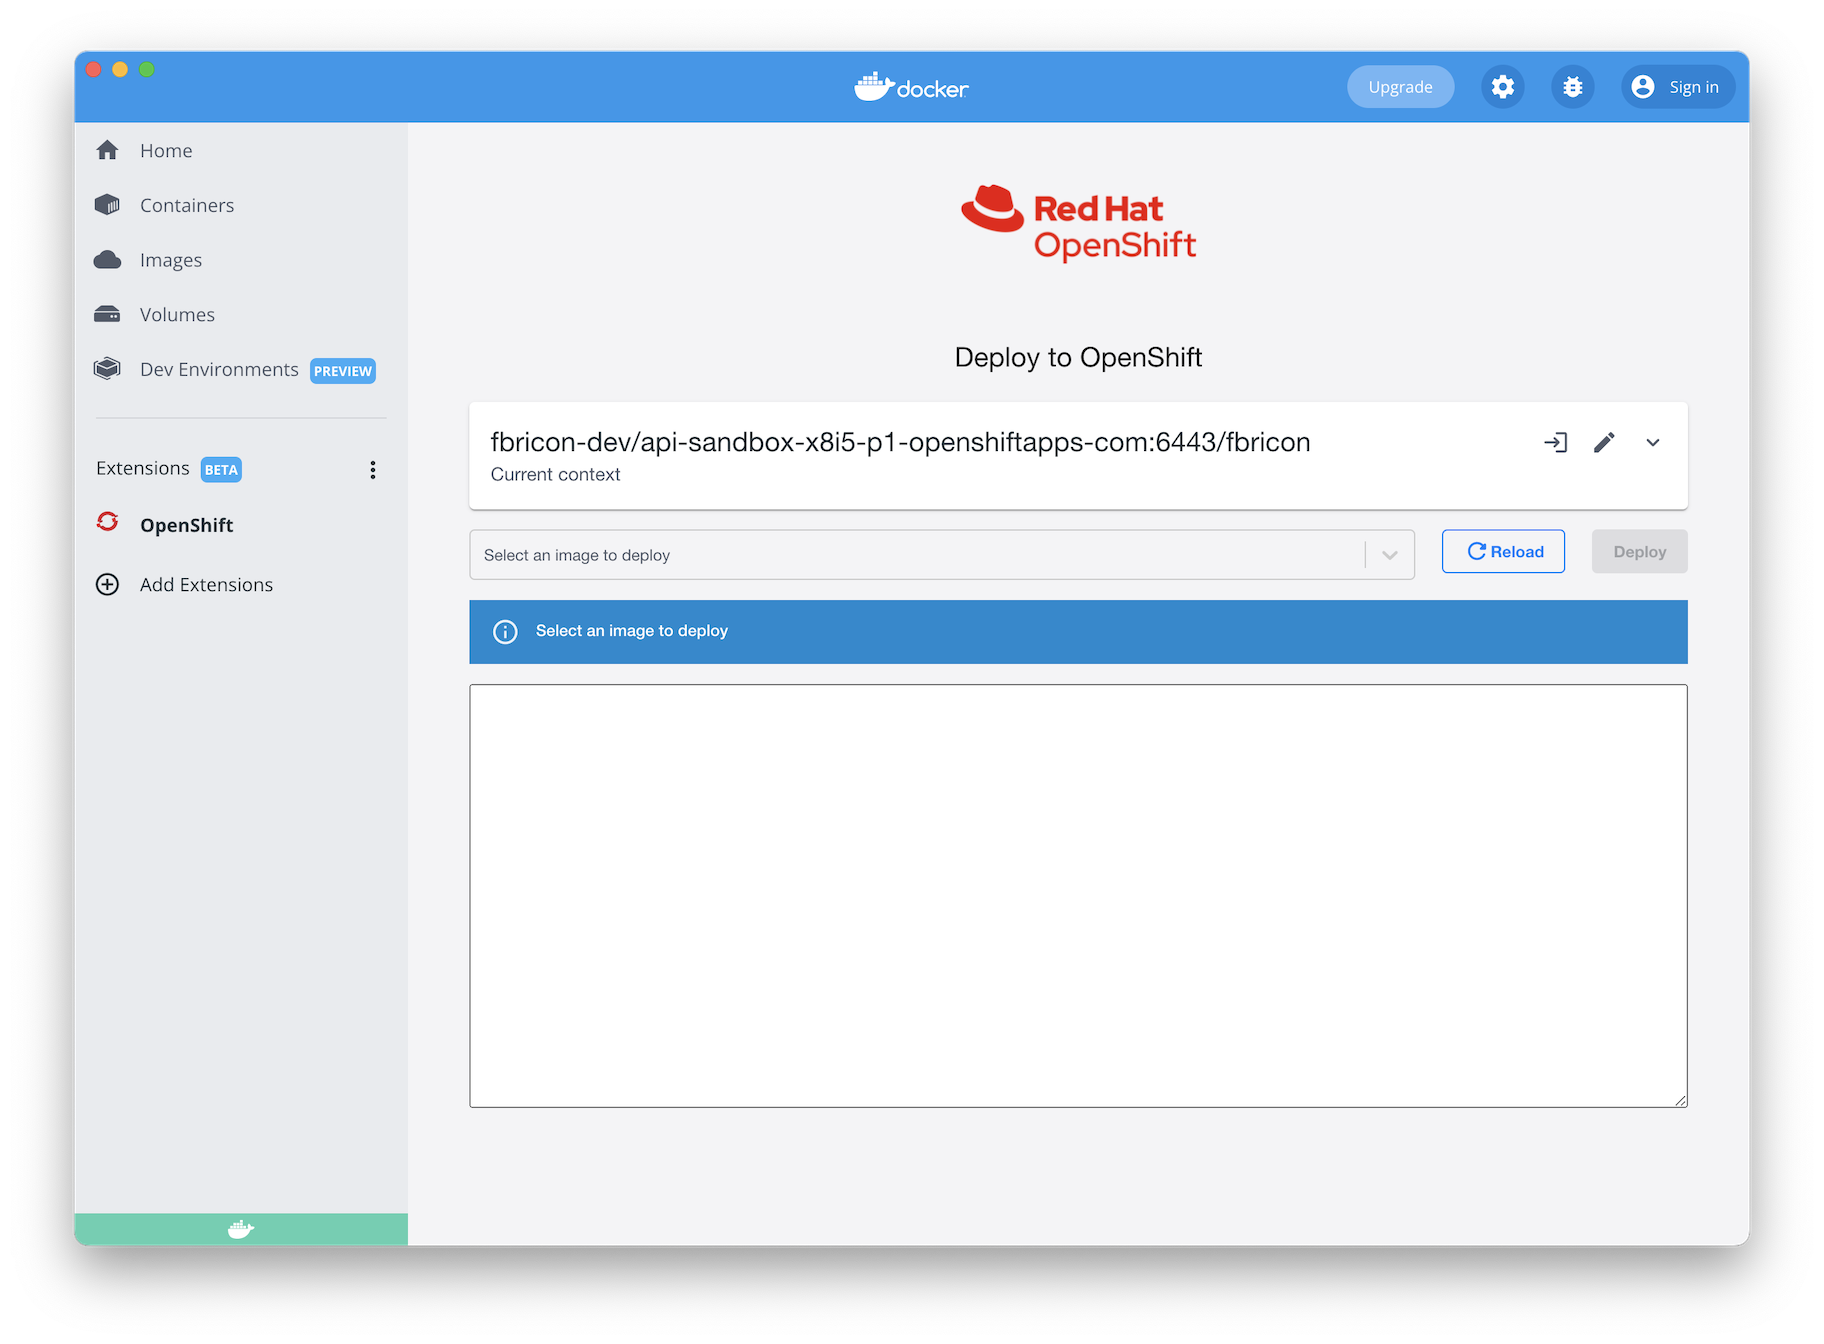 docker
Upgrade
Sign in
Home
Containers
Images
Volumes
Dev Environments PREVIEW
Extensions BETA
OpenShift
Add Extensions
Red Hat
OpenShift
Deploy to OpenShift
fbricon-dev/api-sandbox-x8i5-p1-openshiftapps-com:6443/fbricon
Current context
Select an image to deploy
Reload
Deploy
Select an image to deploy